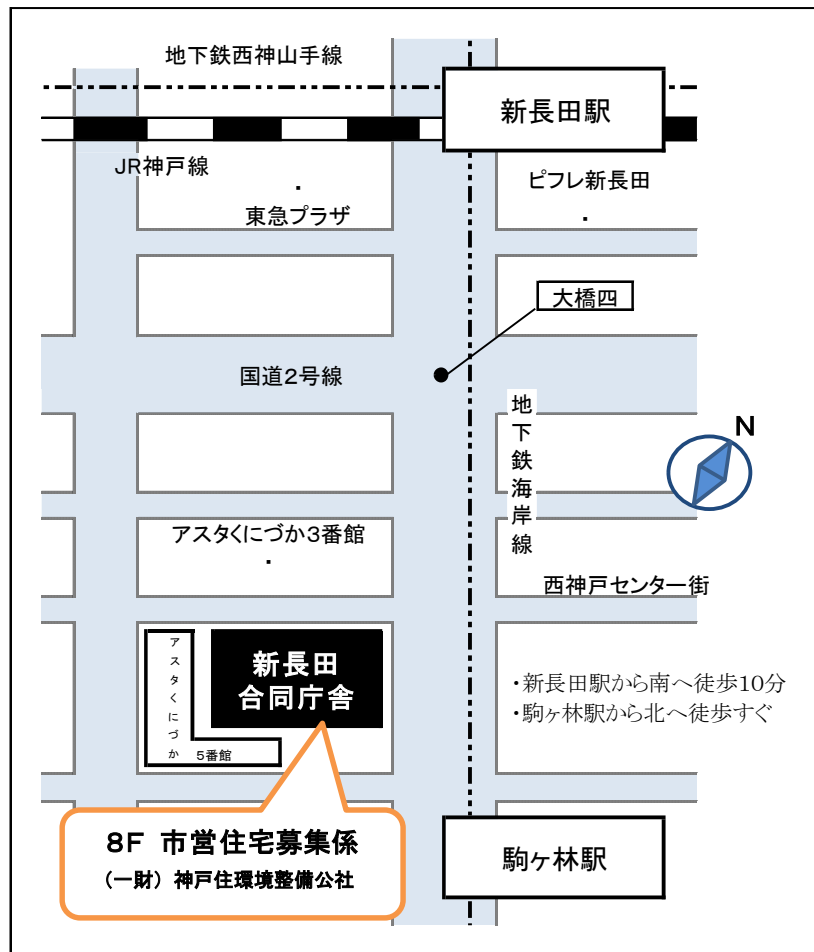 地下鉄西神山手線
新長田駅
JR神戸線
ピフレ新長田
東急プラザ
大橋四
国道2号線
地下鉄海岸線
N
アスタくにづか3番館
西神戸センター街
アスタくにづか
5番館
新長田
合同庁舎
・新長田駅から南へ徒歩10分
・駒ヶ林駅から北へ徒歩すぐ
8F 市営住宅募集係
(一財) 神戸住環境整備公社
駒ヶ林駅